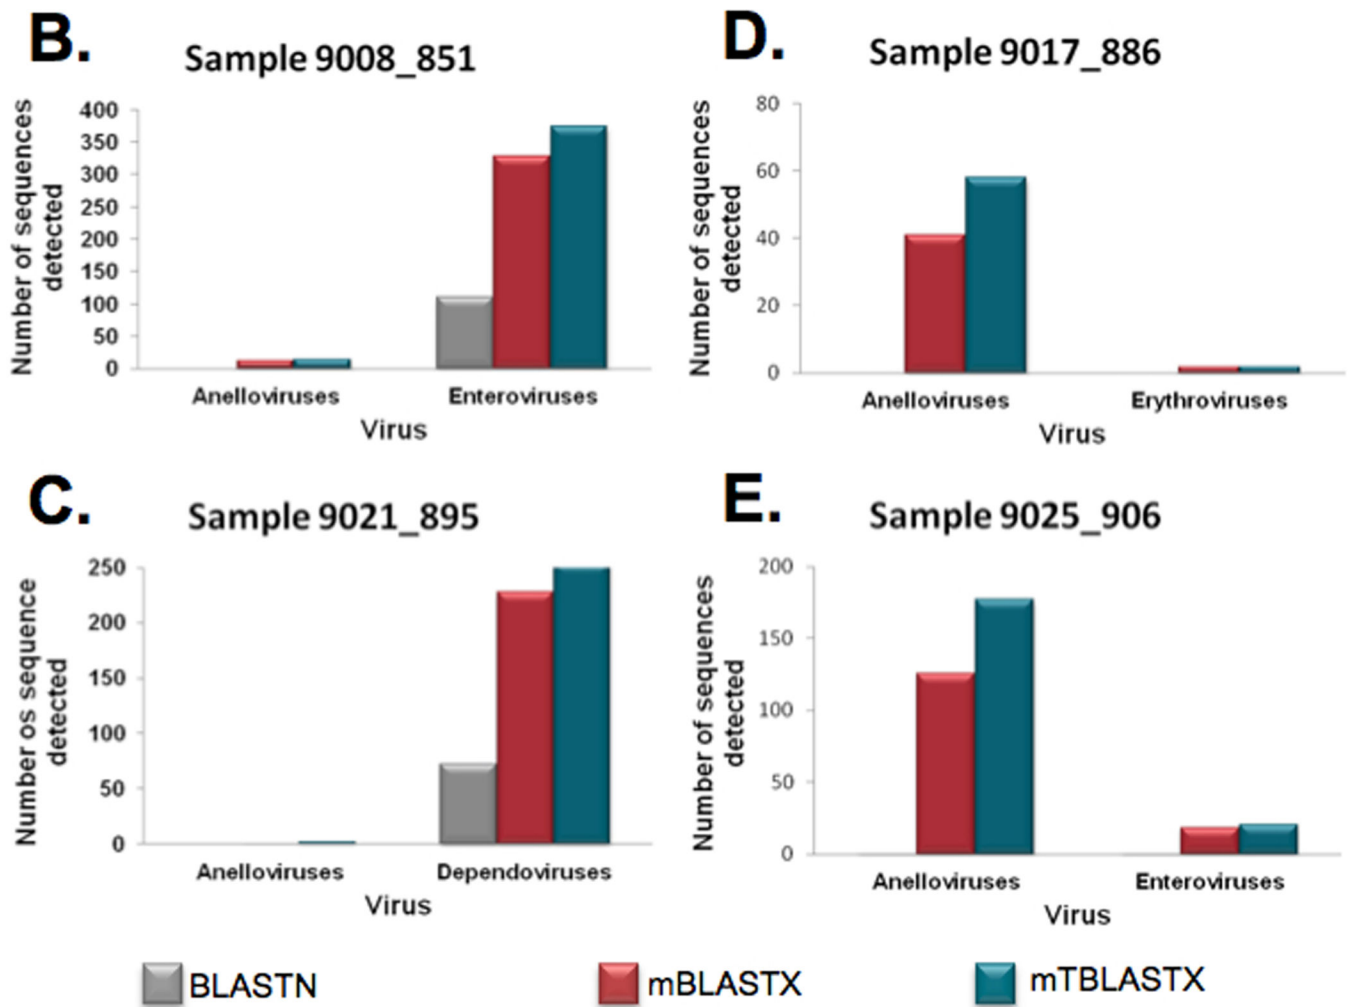 B.
Sample 9008_851
Number of sequences
detected
400
350
300
250
200
150
100
50
0
Anelloviruses Enteroviruses
Virus
D.
Sample 9017_886
Number of sequences
detected
80
60
40
20
0
Anelloviruses Erythroviruses
Virus
C.
Sample 9021_895
Number os sequence
detected
250
200
150
100
50
0
Anelloviruses Dependoviruses
Virus
E.
Sample 9025_906
Number of sequences
detected
200
150
100
50
0
Anelloviruses Enteroviruses
Virus
BLASTN mBLASTX mTBLASTX